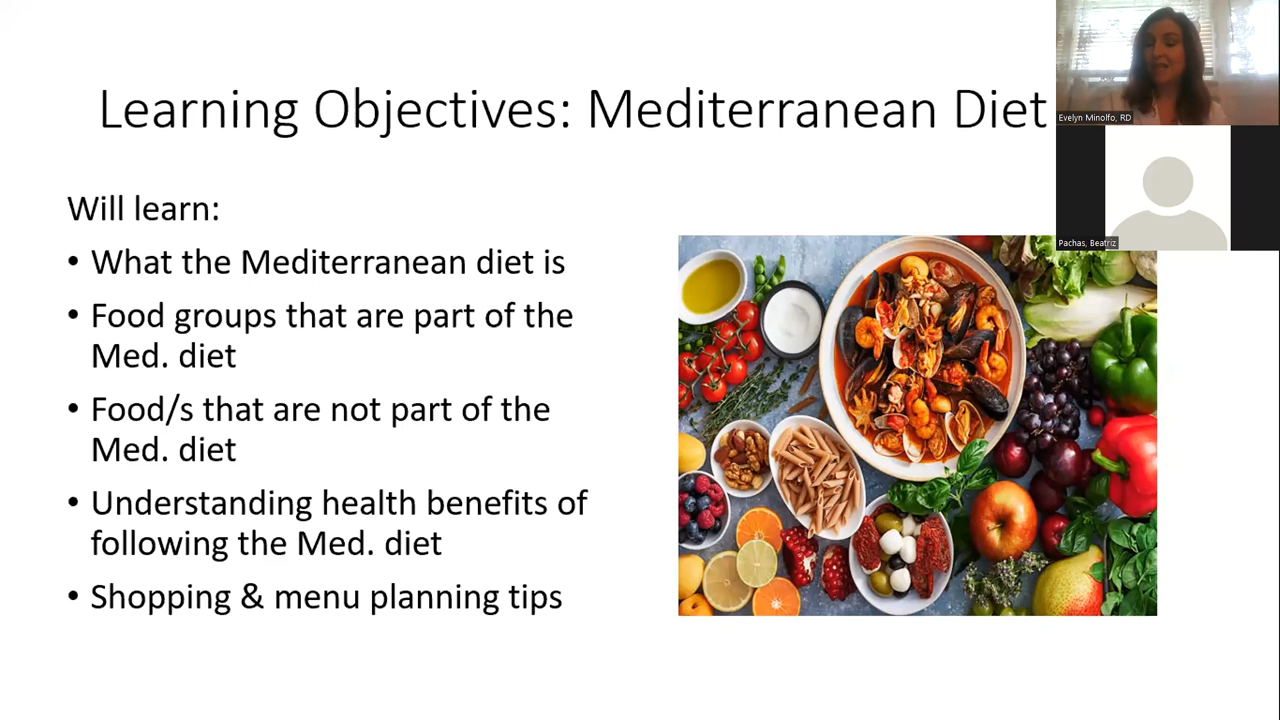 Learning Objectives: Mediterranean Diet
Will learn:
• What the Mediterranean diet is
• Food groups that are part of the
Med. diet
• Food/s that are not part of the
Med. diet
• Understanding health benefits of
following the Med. diet
• Shopping & menu planning tips
Evelyn Minolfo, RD
Pachas, Beatriz